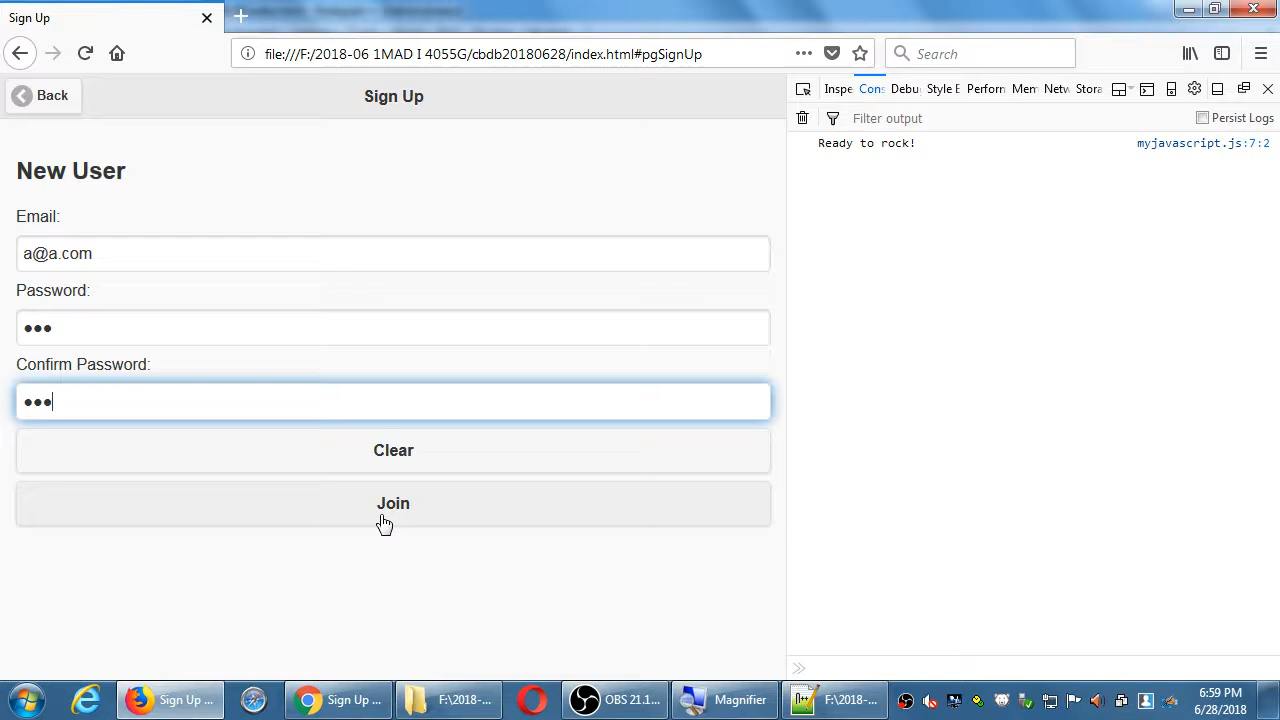 Sign Up
file:///F:/2018-06 1MAD I 4055G/cbdb20180628/index.html#pgSignUp
Search
Back
Sign Up
Inspe Cons Debu Style E Perform Mem Netw Stora
Filter output
Persist Logs
Ready to rock!
myjavascript.js:7:2
New User
Email:
a@a.com
Password:
Confirm Password:
Clear
Join
Sign Up ...
Sign Up ...
F:\2018-...
OBS 21.1...
Magnifier
F:\2018-...
6:59 PM
6/28/2018